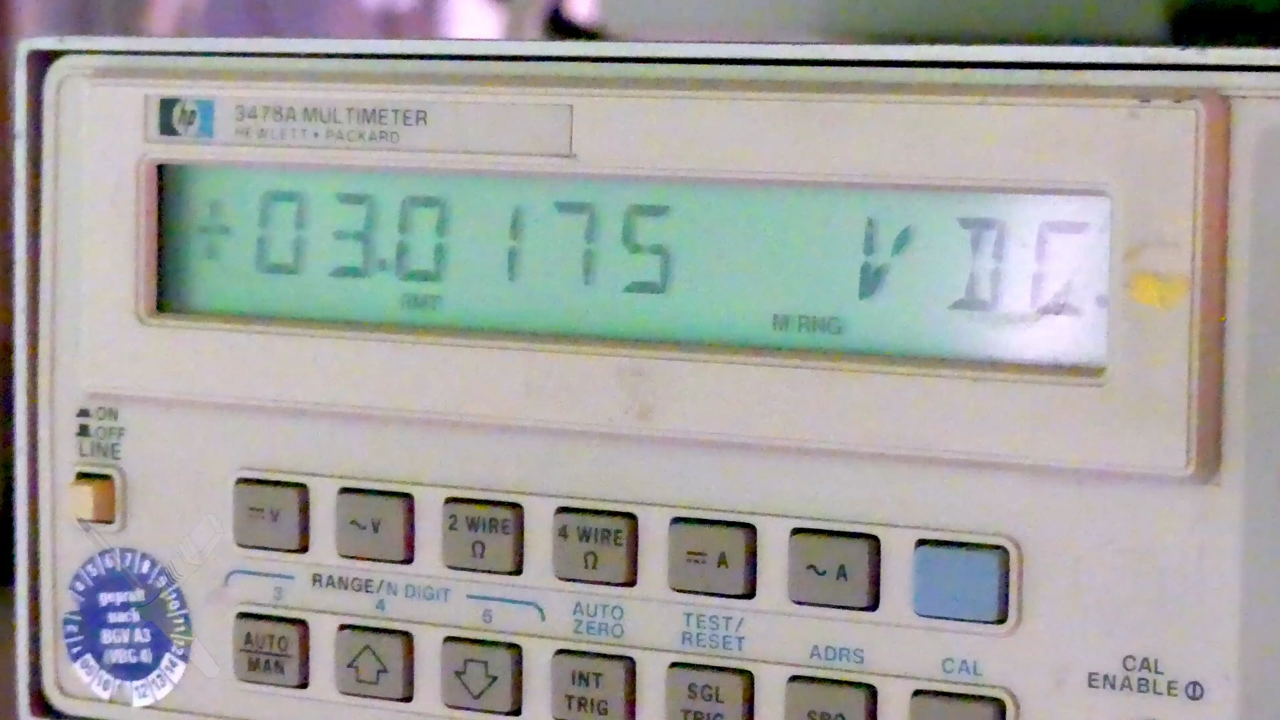 hp 3478A MULTIMETER
HEWLETT • PACKARD
+03.0175 V DC
RMT
M RNG
ON
OFF
LINE
⎓V
~V
2 WIRE Ω
4 WIRE Ω
⎓ A
~ A
RANGE/N DIGIT
3 4 5
AUTO ZERO
TEST/RESET
ADRS
CAL
CAL
ENABLE
AUTO
MAN
INT
TRIG
SGL
TRIG
geprüft
nach
BGV A3
(VBG 4)